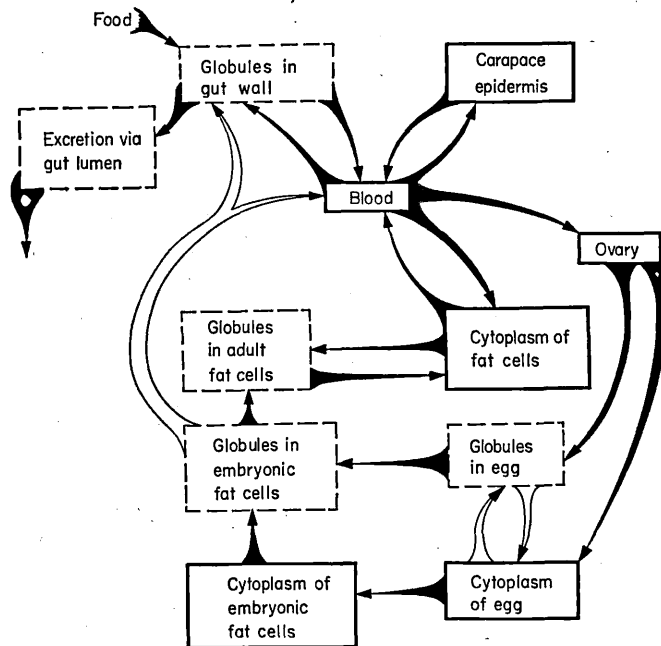 Food
Globules in
gut wall
Carapace
epidermis
Excretion via
gut lumen
Blood
Ovary
Globules
in adult
fat cells
Cytoplasm of
fat cells
Globules in
embryonic
fat cells
Globules
in egg
Cytoplasm of
embryonic
fat cells
Cytoplasm
of egg